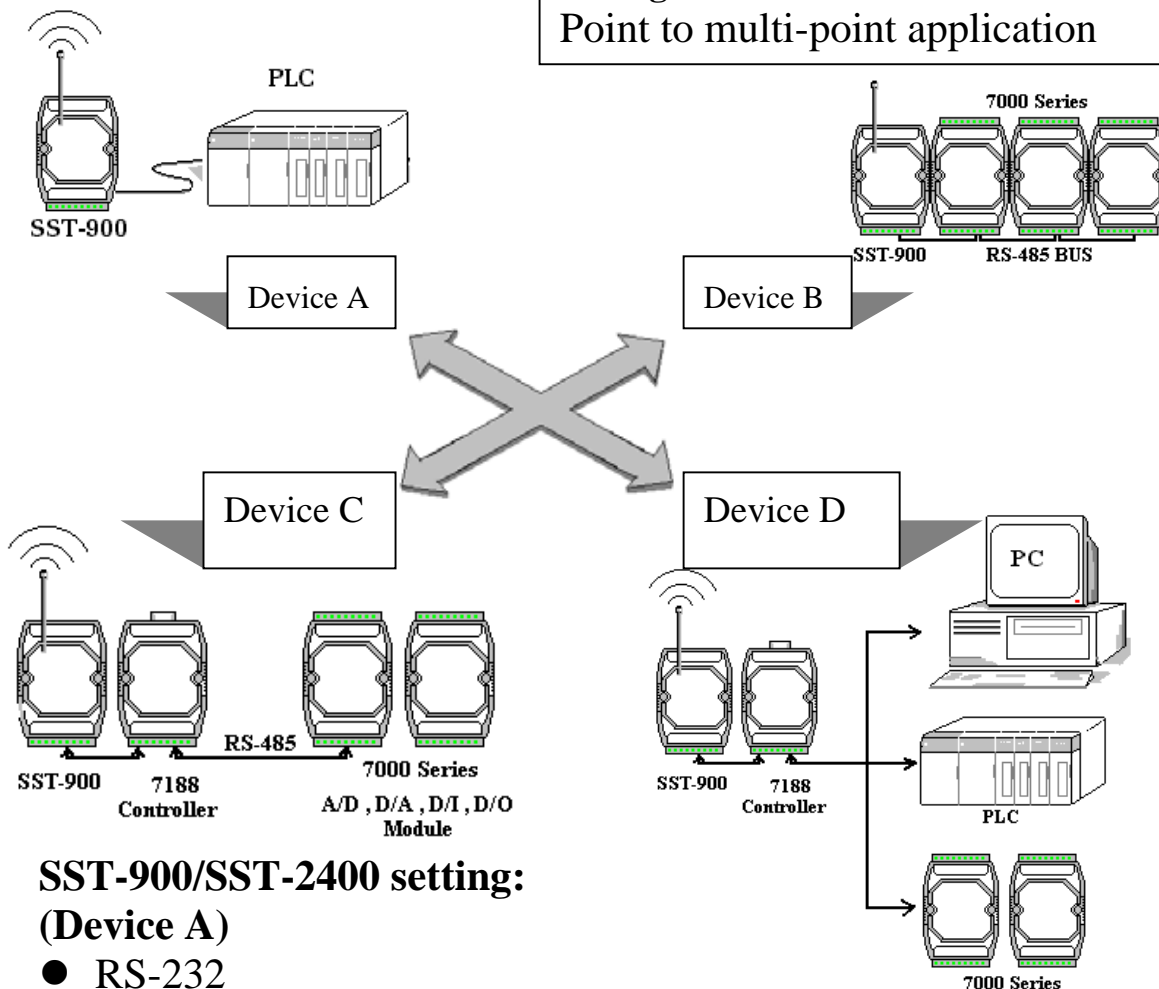 Point to multi-point application
PLC
SST-900
7000 Series
SST-900
RS-485 BUS
Device A
Device B
Device C
Device D
SST-900
7188
Controller
RS-485
7000 Series
A/D , D/A , D/I , D/O
Module
PC
SST-900
7188
Controller
PLC
7000 Series
SST-900/SST-2400 setting:
(Device A)
● RS-232